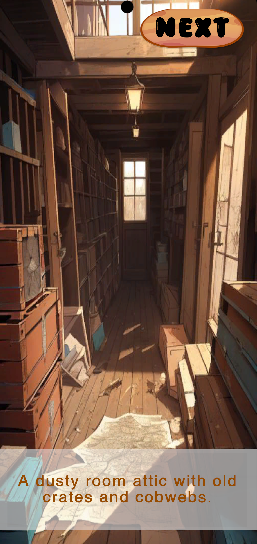 NEXT
A dusty room attic with old
crates and cobwebs.